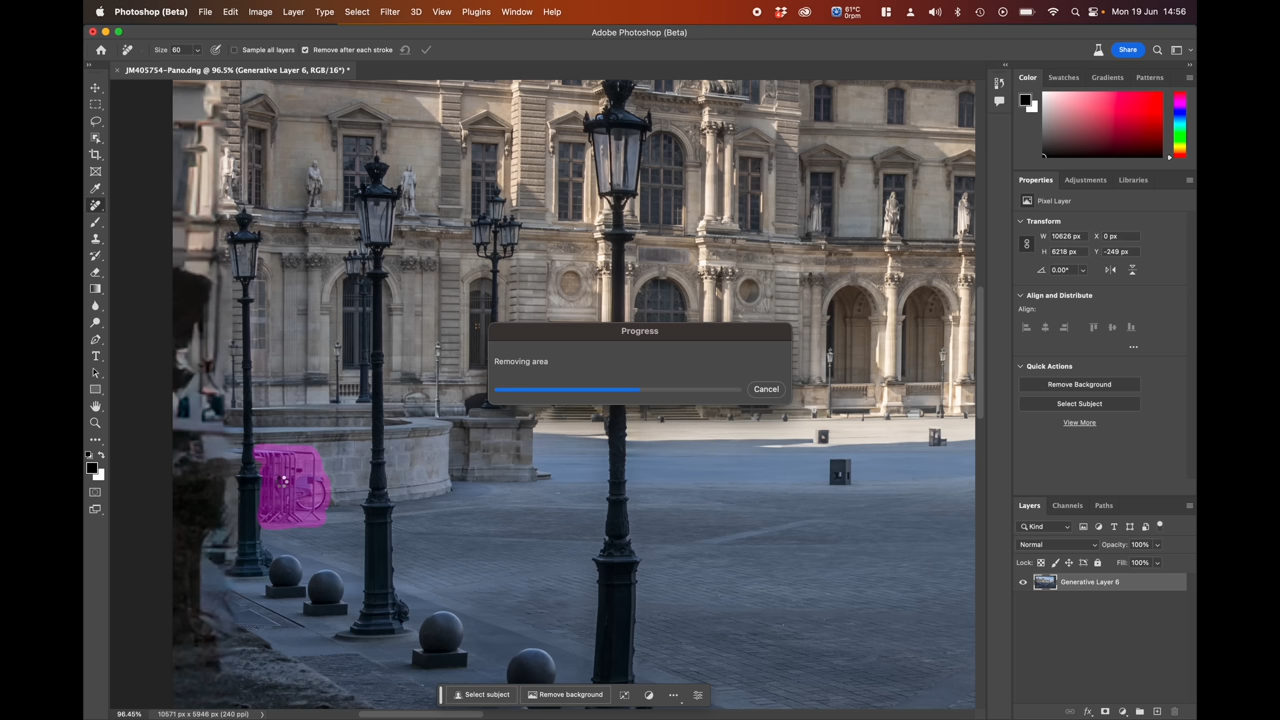 Photoshop (Beta) File Edit Image Layer Type Select Filter 3D View Plugins Window Help 61°C 0rpm Mon 19 Jun 14:56
Adobe Photoshop (Beta)
Size 60 Sample all layers Remove after each stroke Share
JM405754-Pano.dng @ 96.5% (Generative Layer 6, RGB/16*) *
Color Swatches Gradients Patterns
Properties Adjustments Libraries
Pixel Layer
Transform
W 10626 px X 0 px
H 6218 px Y -249 px
0.00°
Align and Distribute
Align:
Quick Actions
Remove Background
Select Subject
View More
Progress
Removing area
Cancel
Layers Channels Paths
Kind
Normal Opacity: 100%
Lock: Fill: 100%
Generative Layer 6
Select subject Remove background
96.45% 10571 px x 5946 px (240 ppi)